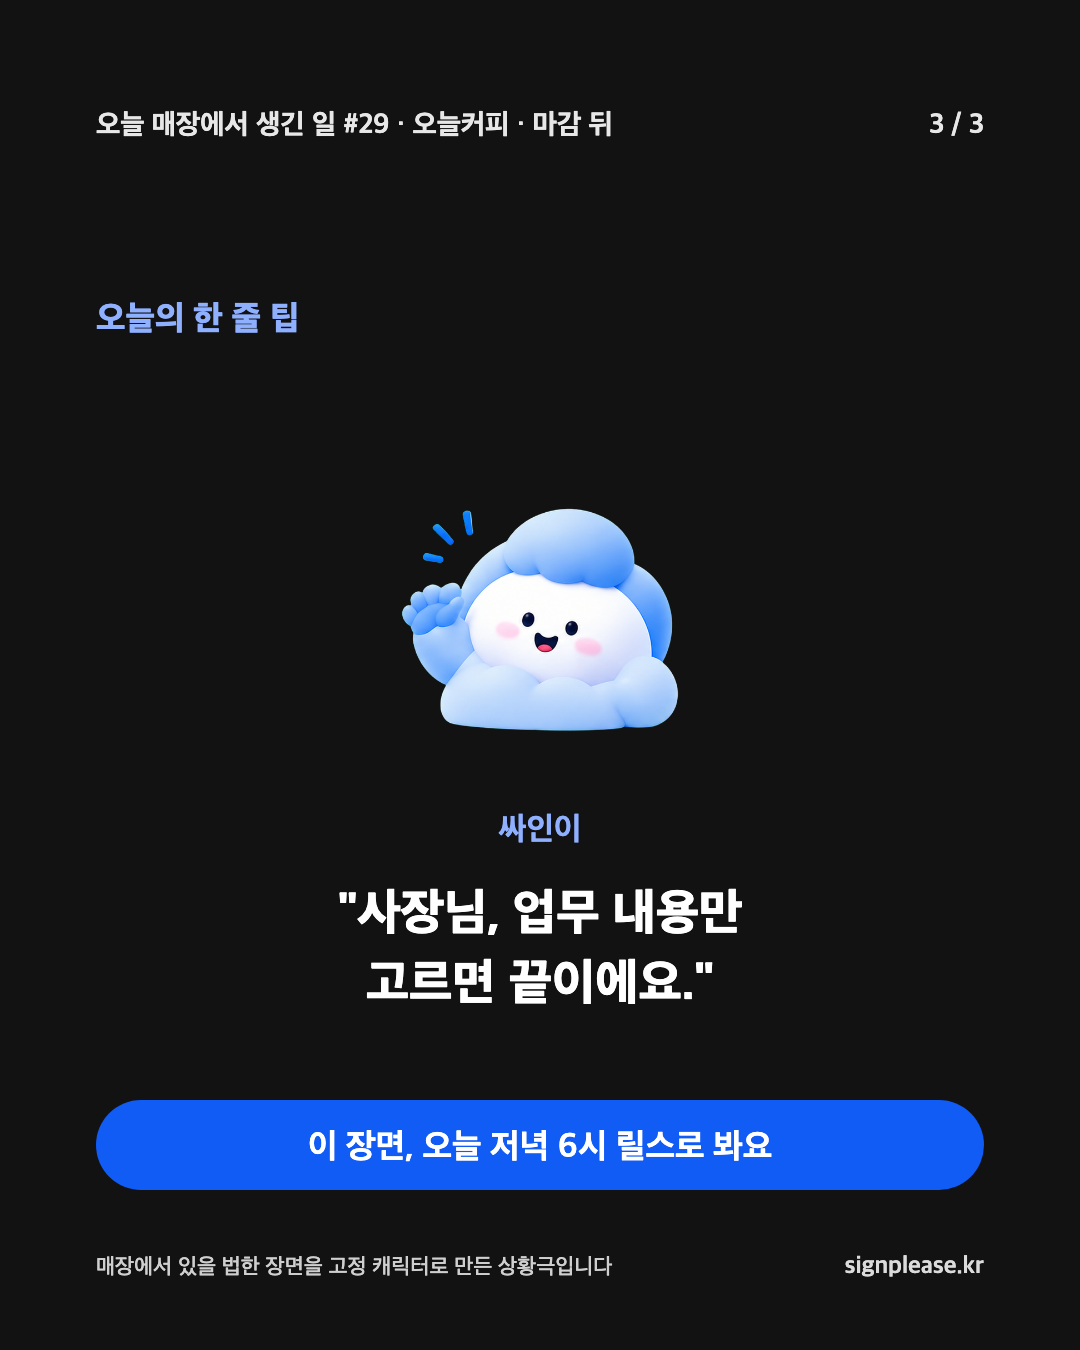 오늘 매장에서 생긴 일 #29 · 오늘커피 · 마감 뒤
3 / 3
오늘의 한 줄 팁
싸인이
"사장님, 업무 내용만
고르면 끝이에요."
이 장면, 오늘 저녁 6시 릴스로 봐요
매장에서 있을 법한 장면을 고정 캐릭터로 만든 상황극입니다
signplease.kr